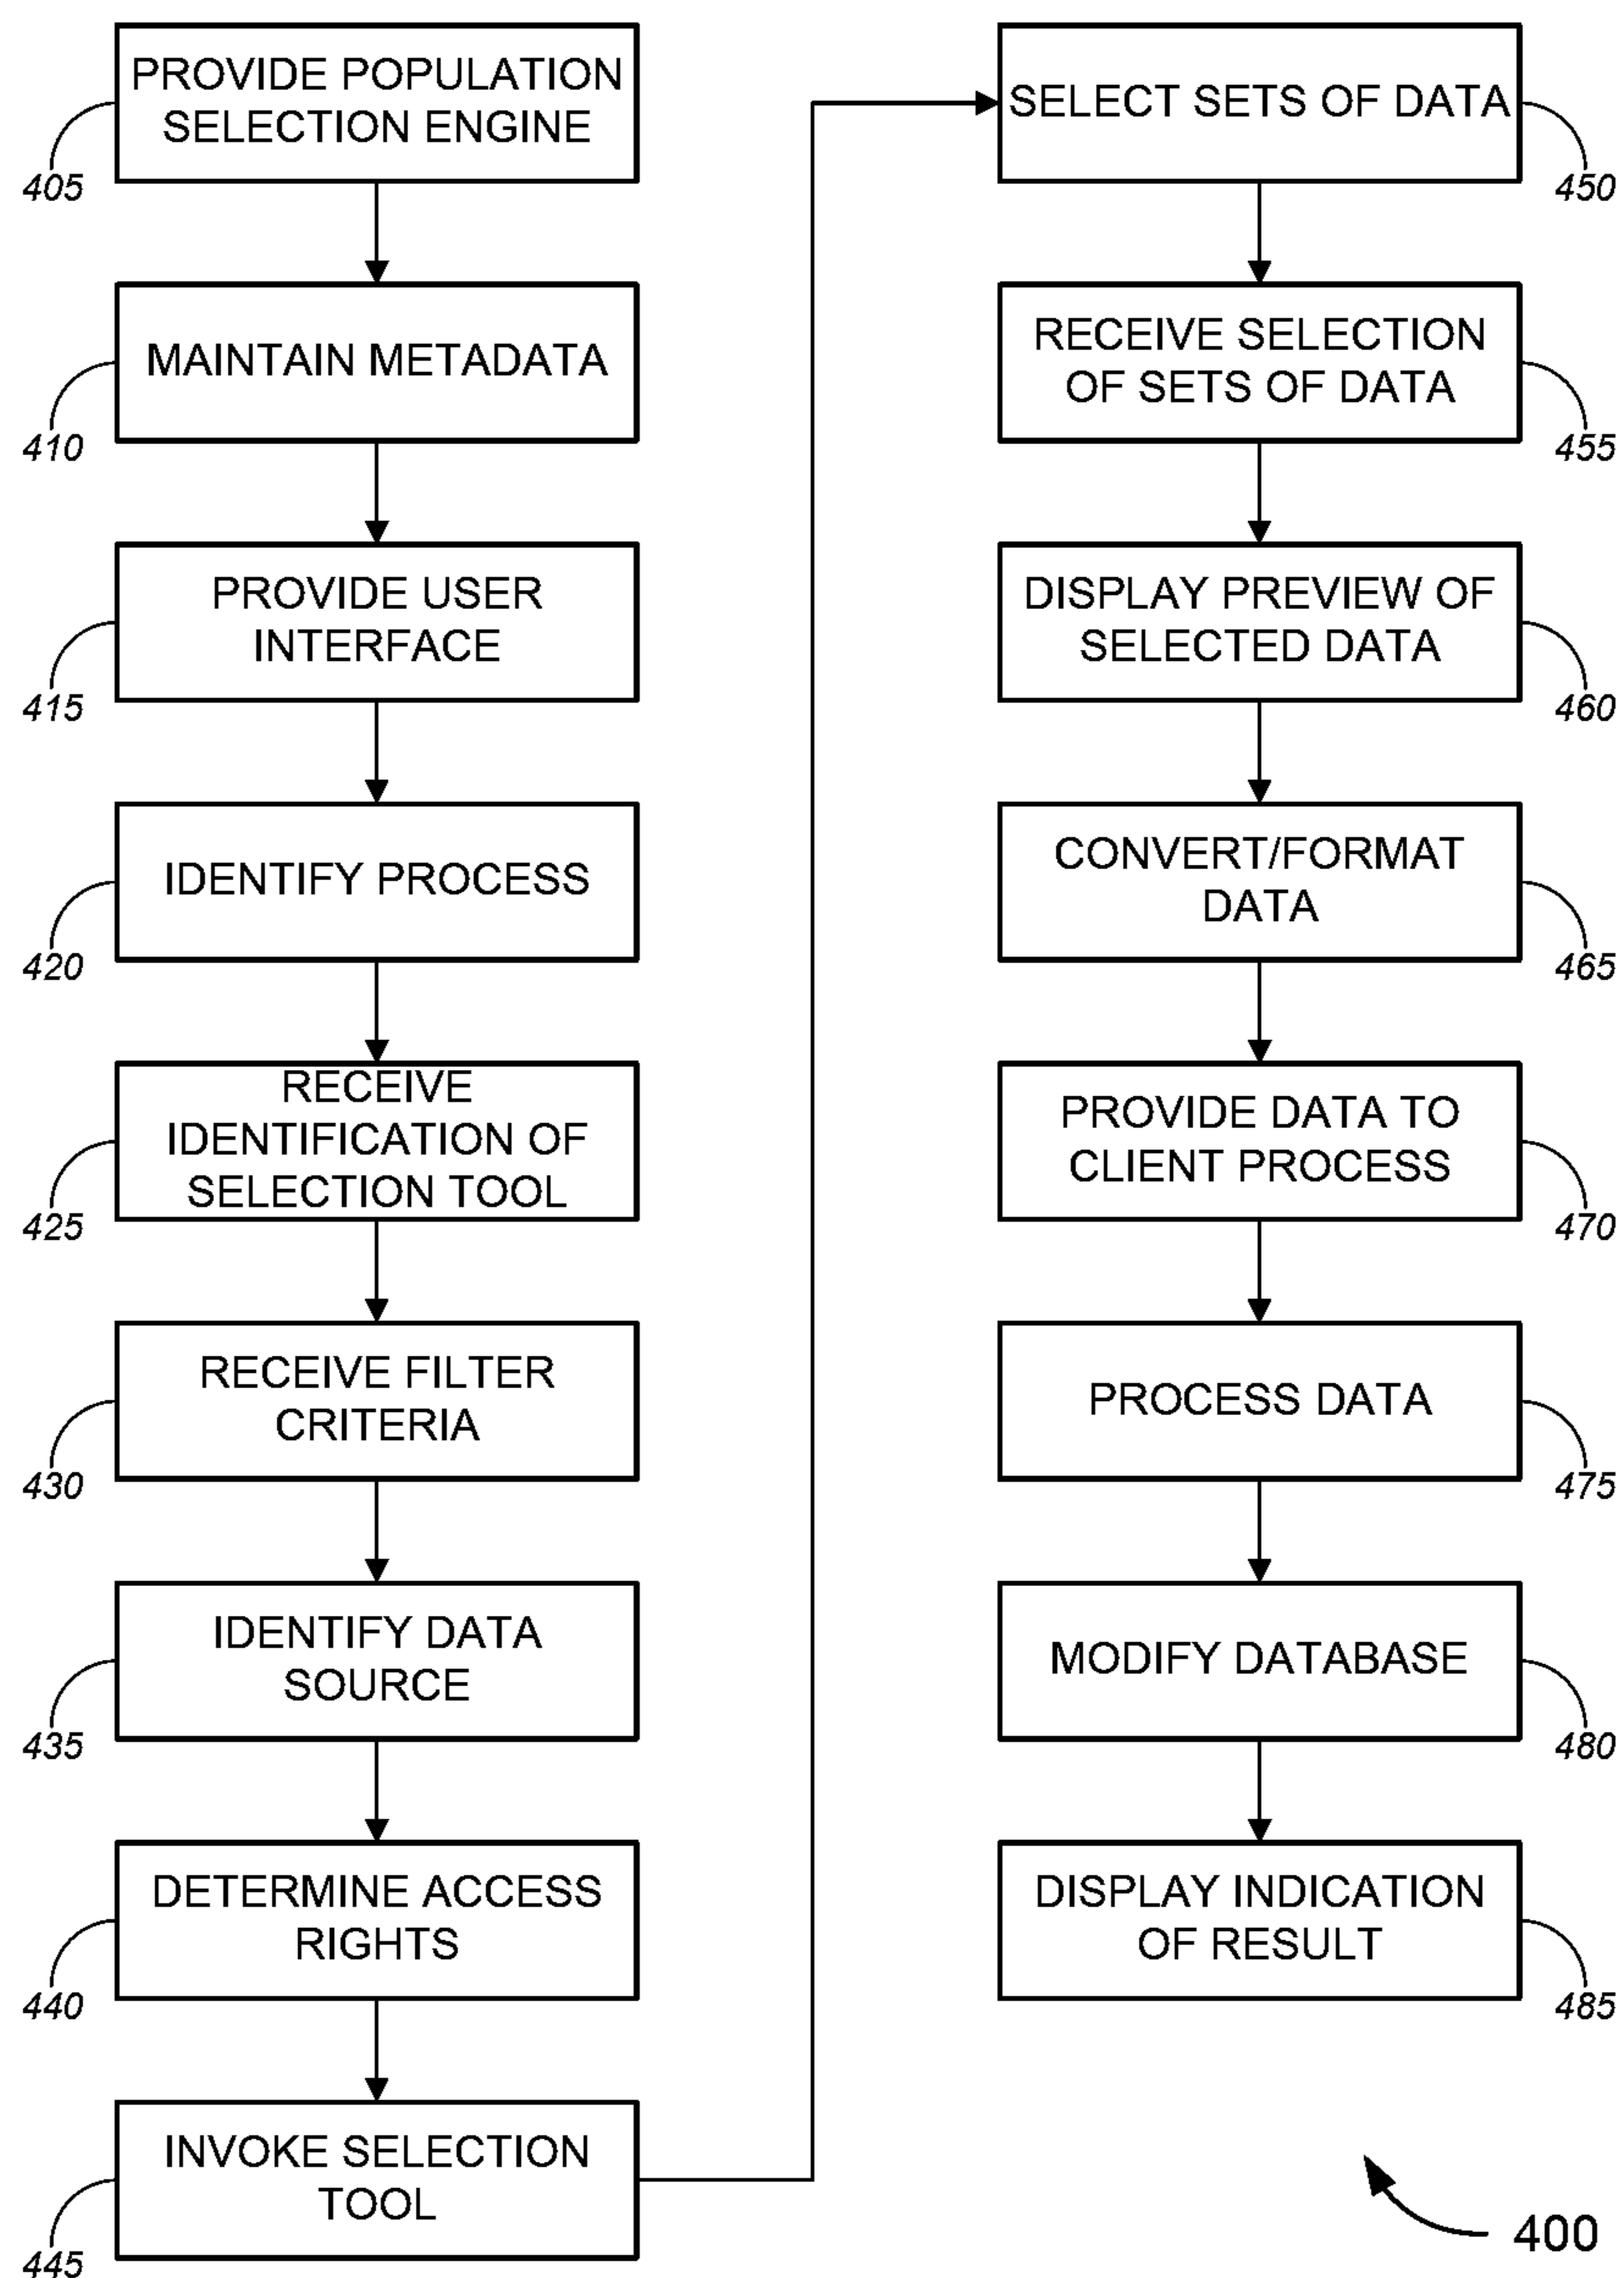 PROVIDE POPULATION
SELECTION ENGINE
405
MAINTAIN METADATA
410
PROVIDE USER
INTERFACE
415
IDENTIFY PROCESS
420
RECEIVE
IDENTIFICATION OF
SELECTION TOOL
425
RECEIVE FILTER
CRITERIA
430
IDENTIFY DATA
SOURCE
435
DETERMINE ACCESS
RIGHTS
440
INVOKE SELECTION
TOOL
445
SELECT SETS OF DATA
450
RECEIVE SELECTION
OF SETS OF DATA
455
DISPLAY PREVIEW OF
SELECTED DATA
460
CONVERT/FORMAT
DATA
465
PROVIDE DATA TO
CLIENT PROCESS
470
PROCESS DATA
475
MODIFY DATABASE
480
DISPLAY INDICATION
OF RESULT
485
400